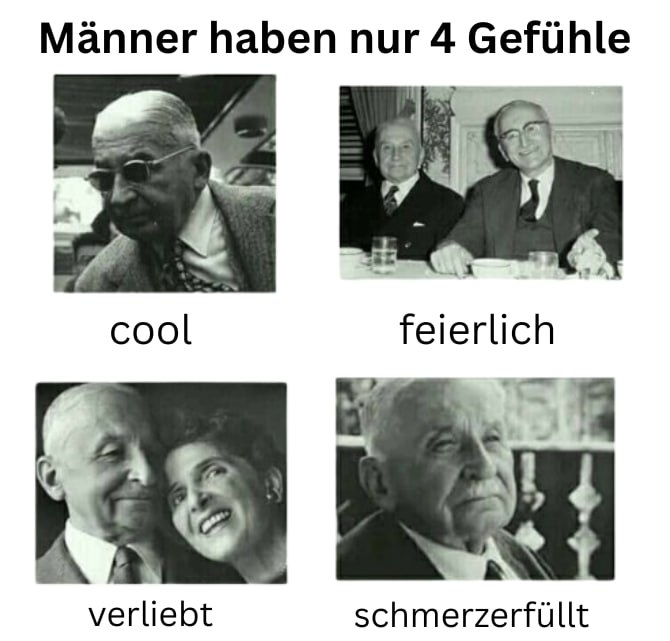 Männer haben nur 4 Gefühle
cool
feierlich
verliebt
schmerzerfüllt